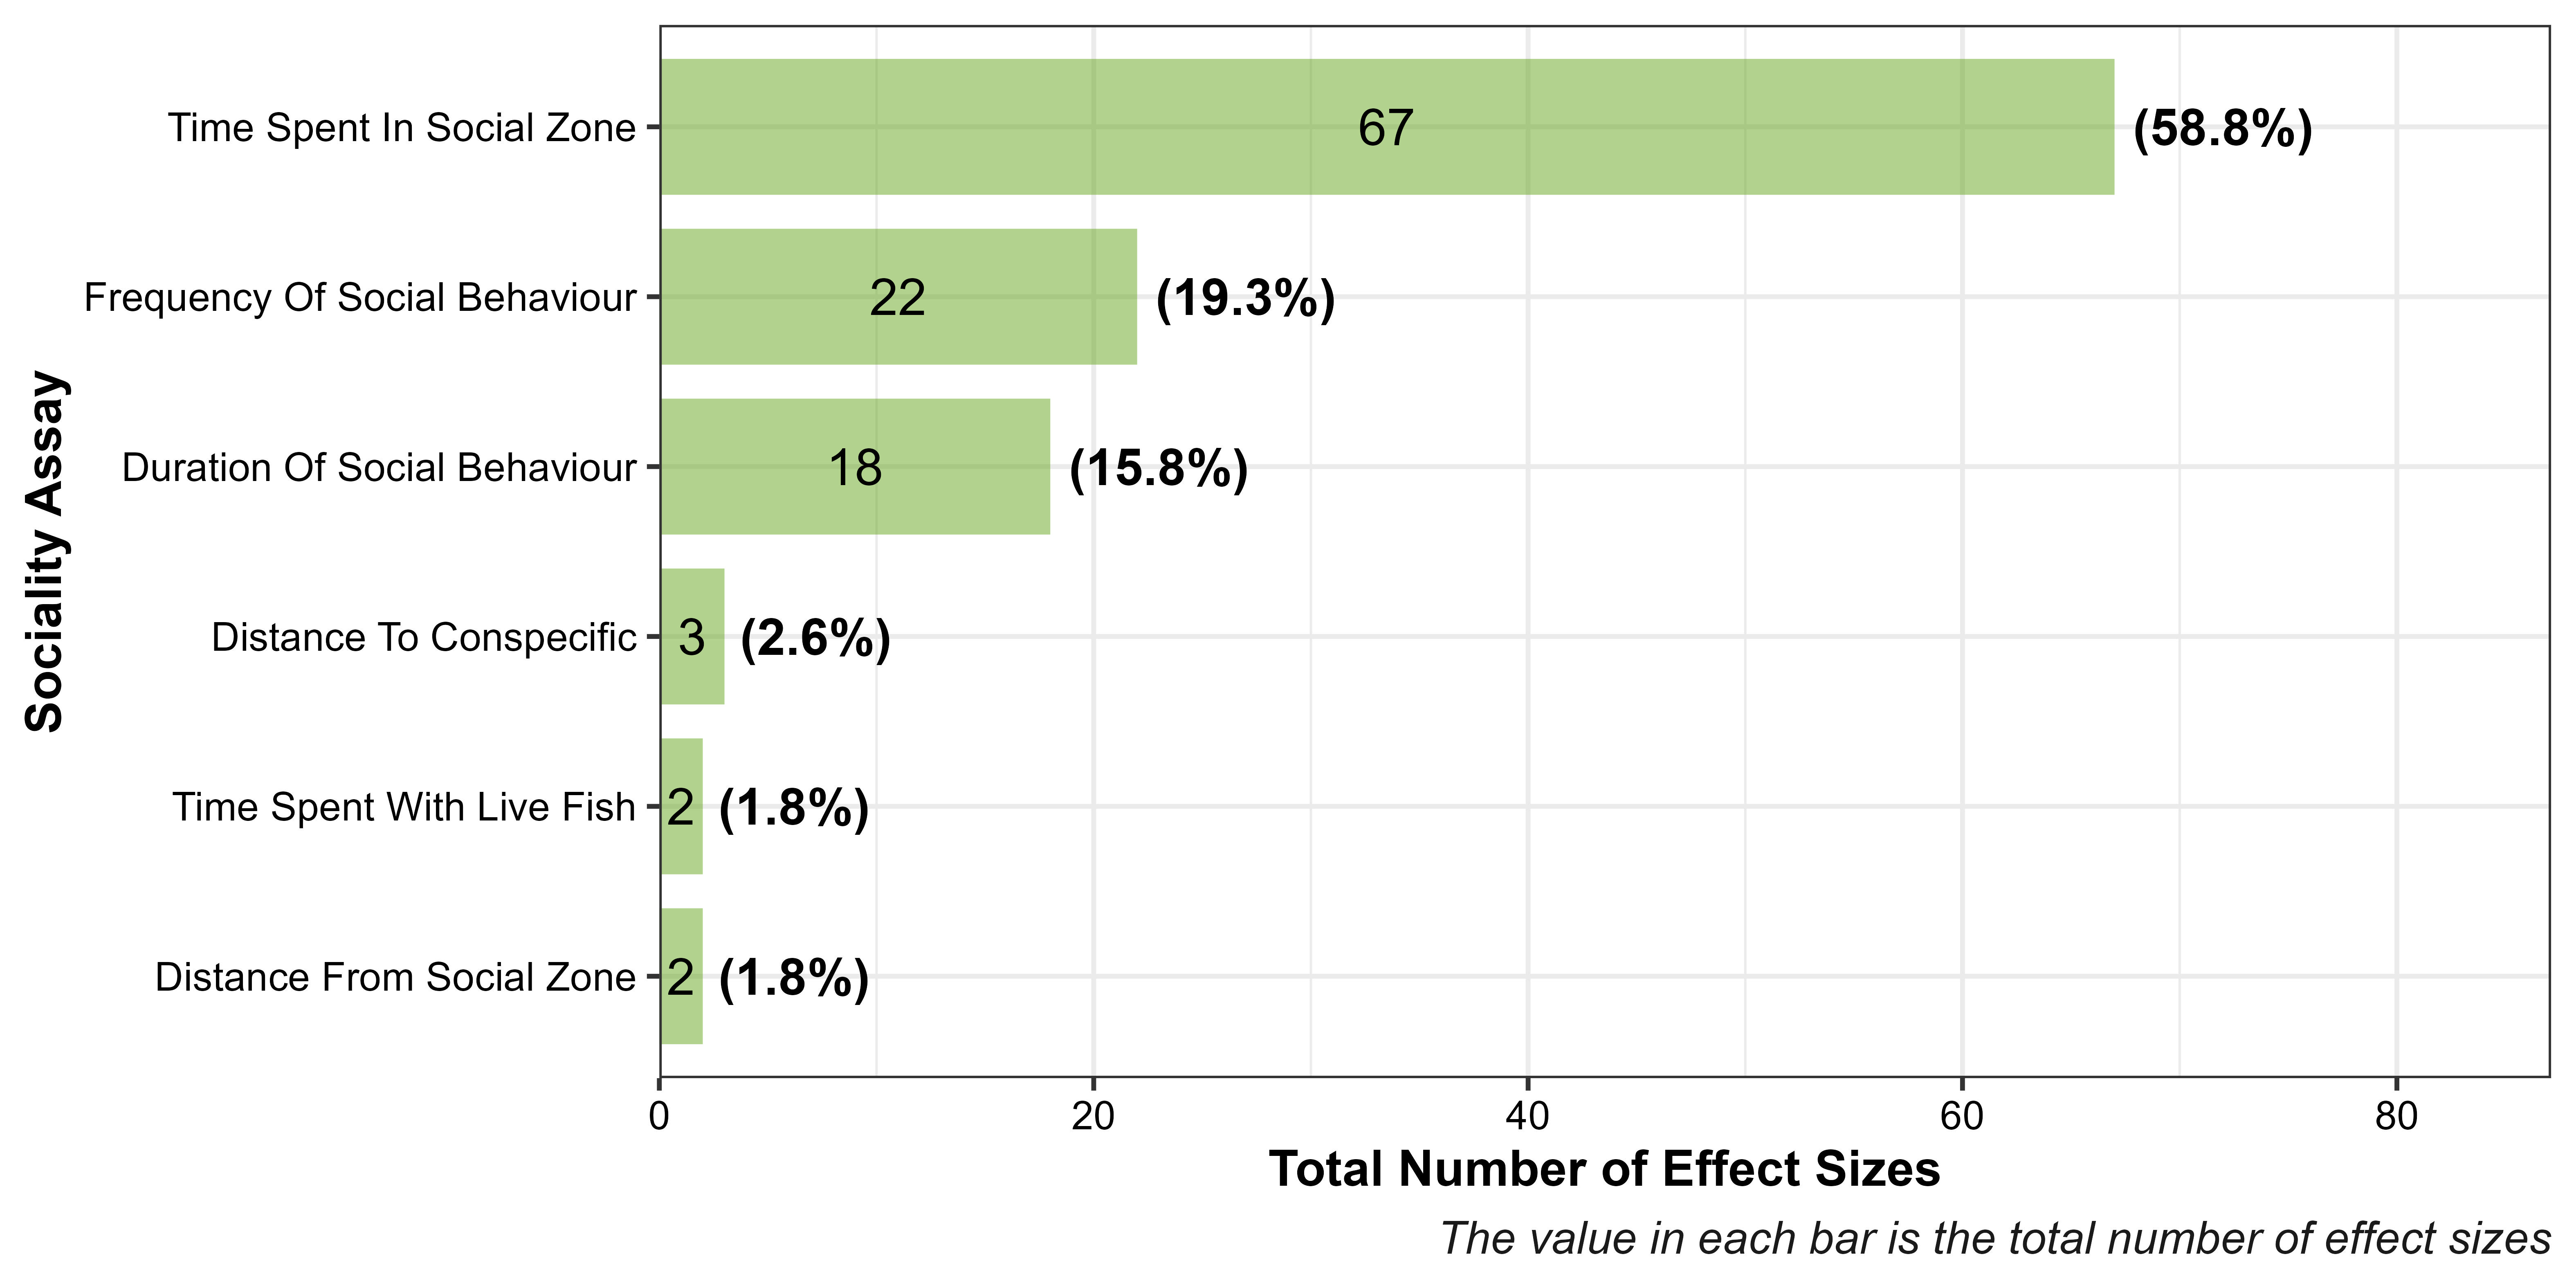 Sociality Assay
Time Spent In Social Zone
67
(58.8%)
Frequency Of Social Behaviour
22
(19.3%)
Duration Of Social Behaviour
18
(15.8%)
Distance To Conspecific
3
(2.6%)
Time Spent With Live Fish
2
(1.8%)
Distance From Social Zone
2
(1.8%)
0
20
40
60
80
Total Number of Effect Sizes
The value in each bar is the total number of effect sizes